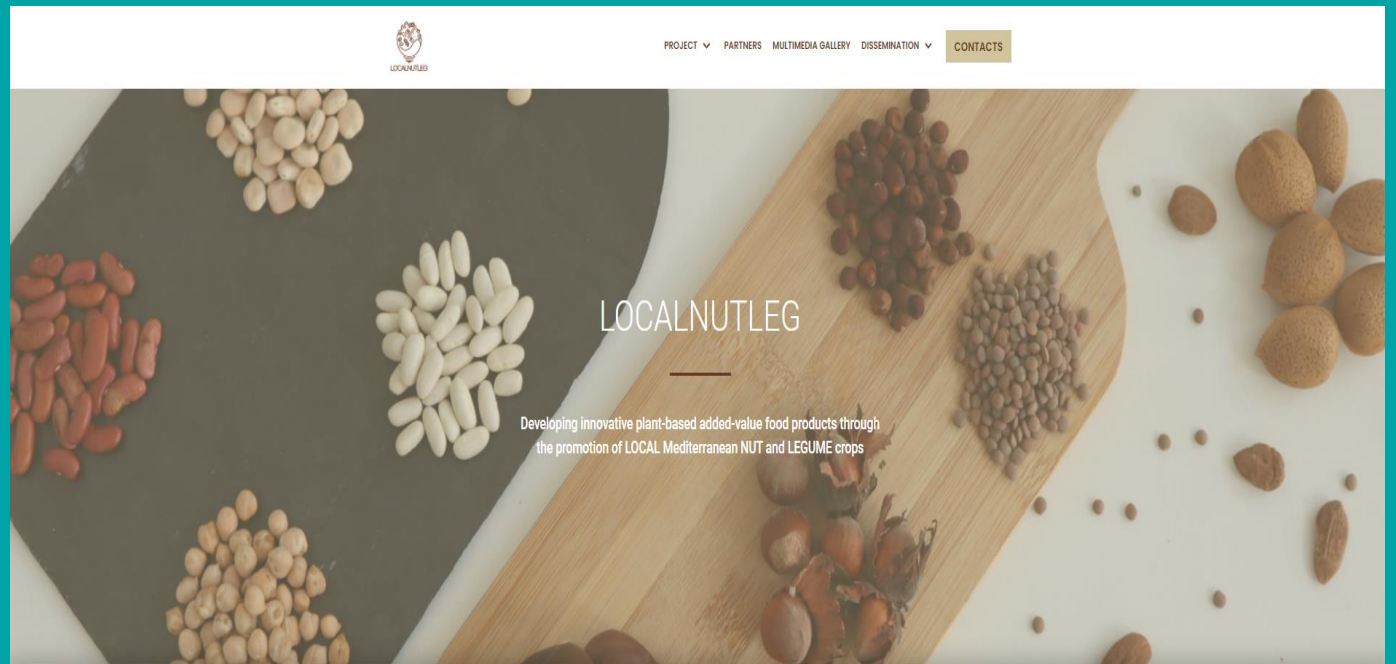 LOCALNUTLEG
PROJECT PARTNERS MULTIMEDIA GALLERY DISSEMINATION CONTACTS
LOCALNUTLEG
Developing innovative plant-based added-value food products through
the promotion of LOCAL Mediterranean NUT and LEGUME crops